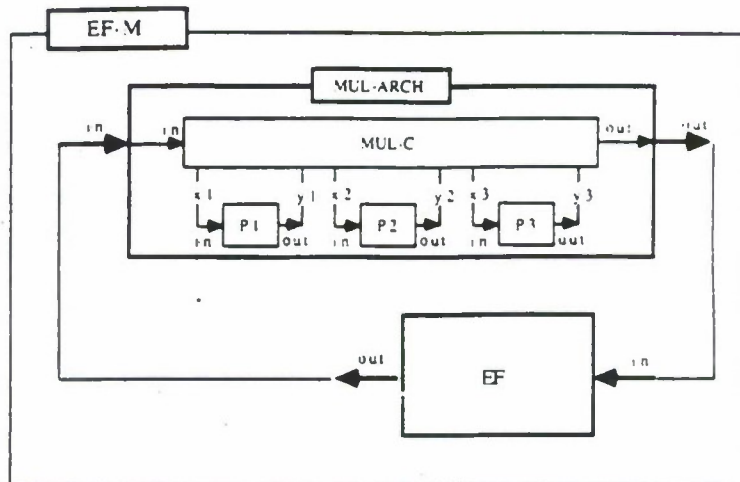 EF-M
MUL-ARCH
in in out out
MUL-C
x1 y1 x2 y2 x3 y3
P1 P2 P3
in out in out in out
out in
EF